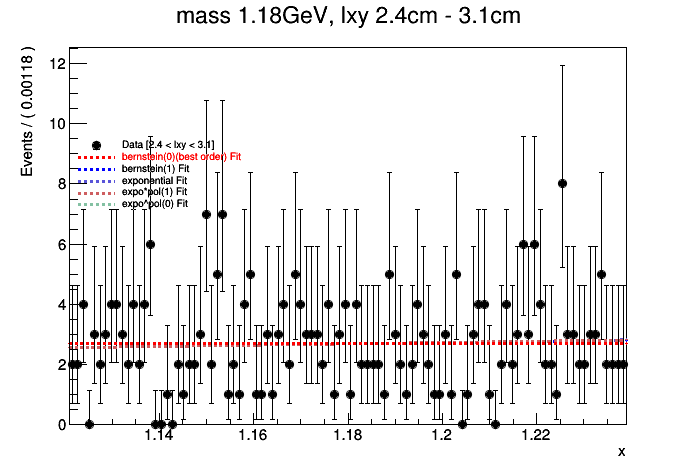 mass 1.18GeV, lxy 2.4cm - 3.1cm
Events / ( 0.00118 )
12
10
8
6
4
2
0
Data [2.4 < lxy < 3.1]
bernstein(0)(best order) Fit
bernstein(1) Fit
exponential Fit
expo*pol(1) Fit
expo^pol(0) Fit
1.14 1.16 1.18 1.2 1.22
x